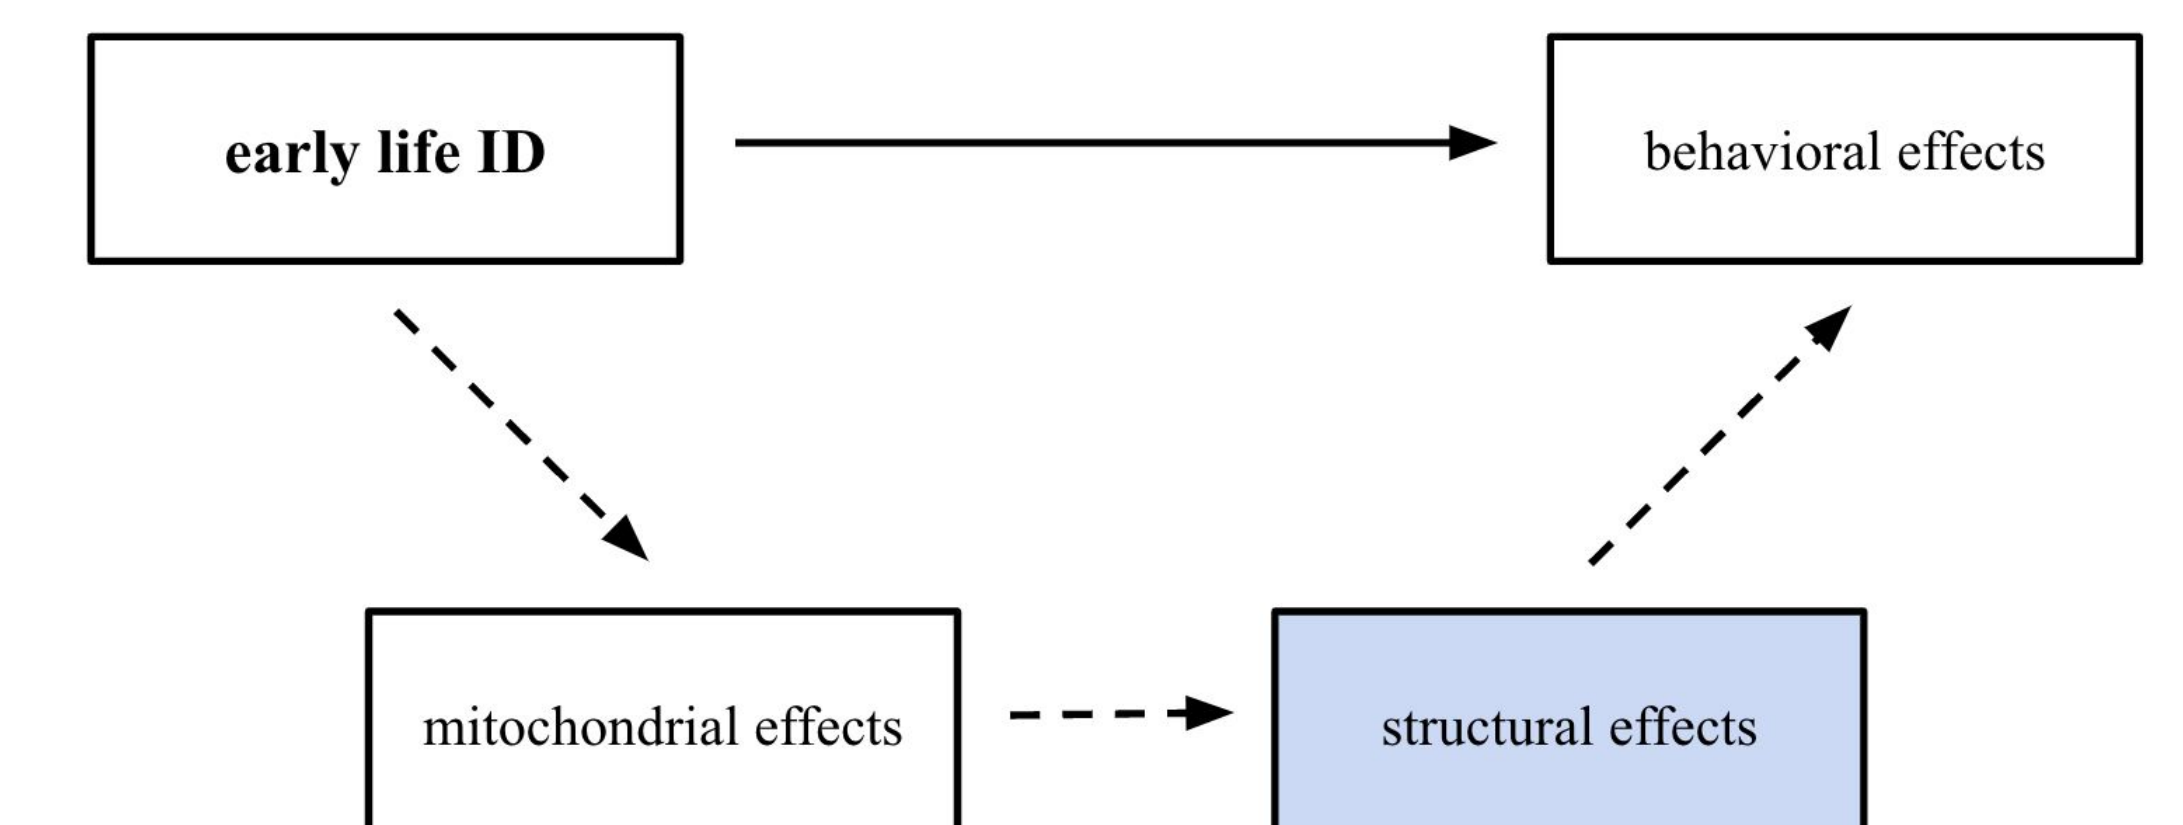 early life ID
behavioral effects
mitochondrial effects
structural effects